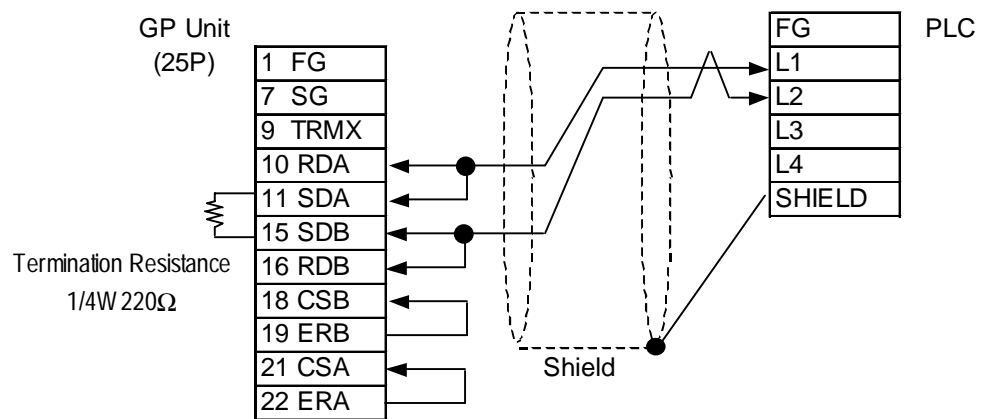 GP Unit
(25P)
1 FG
7 SG
9 TRMX
10 RDA
11 SDA
15 SDB
16 RDB
18 CSB
19 ERB
21 CSA
22 ERA
Termination Resistance
1/4W 220Ω
Shield
PLC
FG
L1
L2
L3
L4
SHIELD